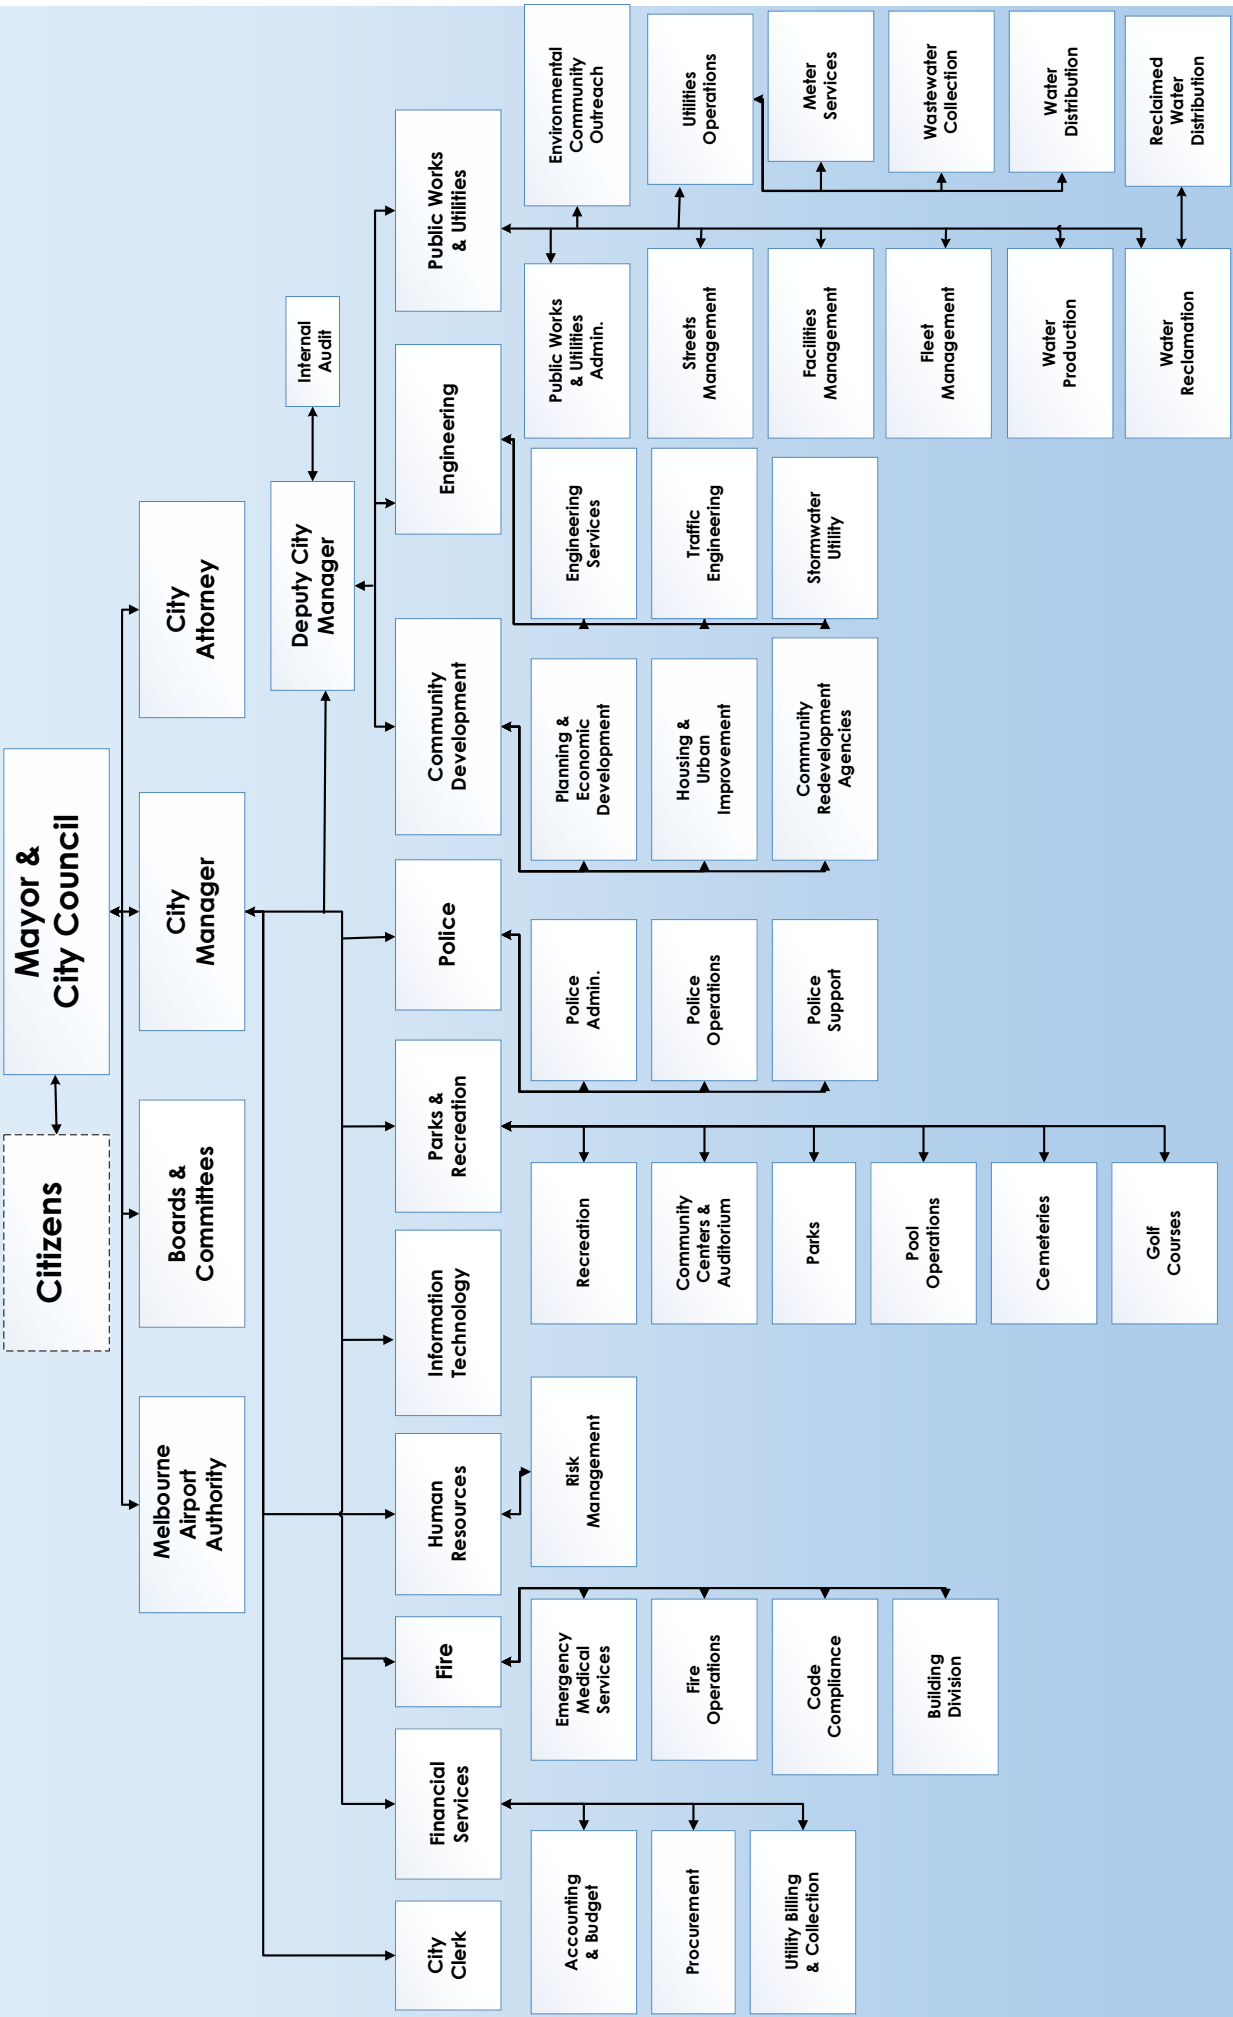 Citizens
Mayor &
City Council
Melbourne
Airport
Authority
Boards &
Committees
City
Manager
City
Attorney
Deputy City
Manager
Internal
Audit
City
Clerk
Financial
Services
Fire
Human
Resources
Information
Technology
Parks &
Recreation
Police
Community
Development
Engineering
Public Works
& Utilities
Accounting
& Budget
Procurement
Utility Billing
& Collection
Emergency
Medical
Services
Fire
Operations
Code
Compliance
Building
Division
Risk
Management
Recreation
Community
Centers &
Auditorium
Parks
Pool
Operations
Cemeteries
Golf
Courses
Police
Admin.
Police
Operations
Police
Support
Planning &
Economic
Development
Housing &
Urban
Improvement
Community
Redevelopment
Agencies
Engineering
Services
Traffic
Engineering
Stormwater
Utility
Public Works
& Utilities
Admin.
Streets
Management
Facilities
Management
Fleet
Management
Water
Production
Water
Reclamation
Environmental
Community
Outreach
Utilities
Operations
Meter
Services
Wastewater
Collection
Water
Distribution
Reclaimed
Water
Distribution